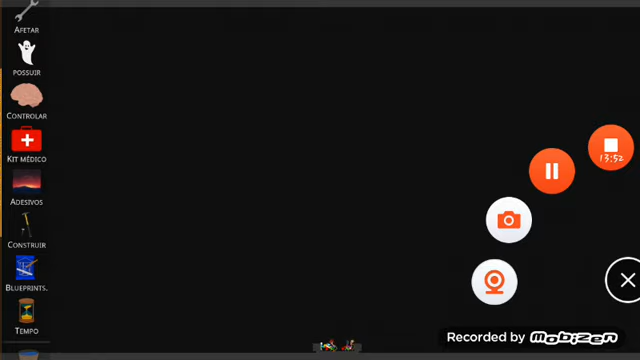 AFETAR
POSSUIR
CONTROLAR
KIT MÉDICO
ADESIVOS
CONSTRUIR
BLUEPRINTS.
TEMPO
13:52
Recorded by Mobizen